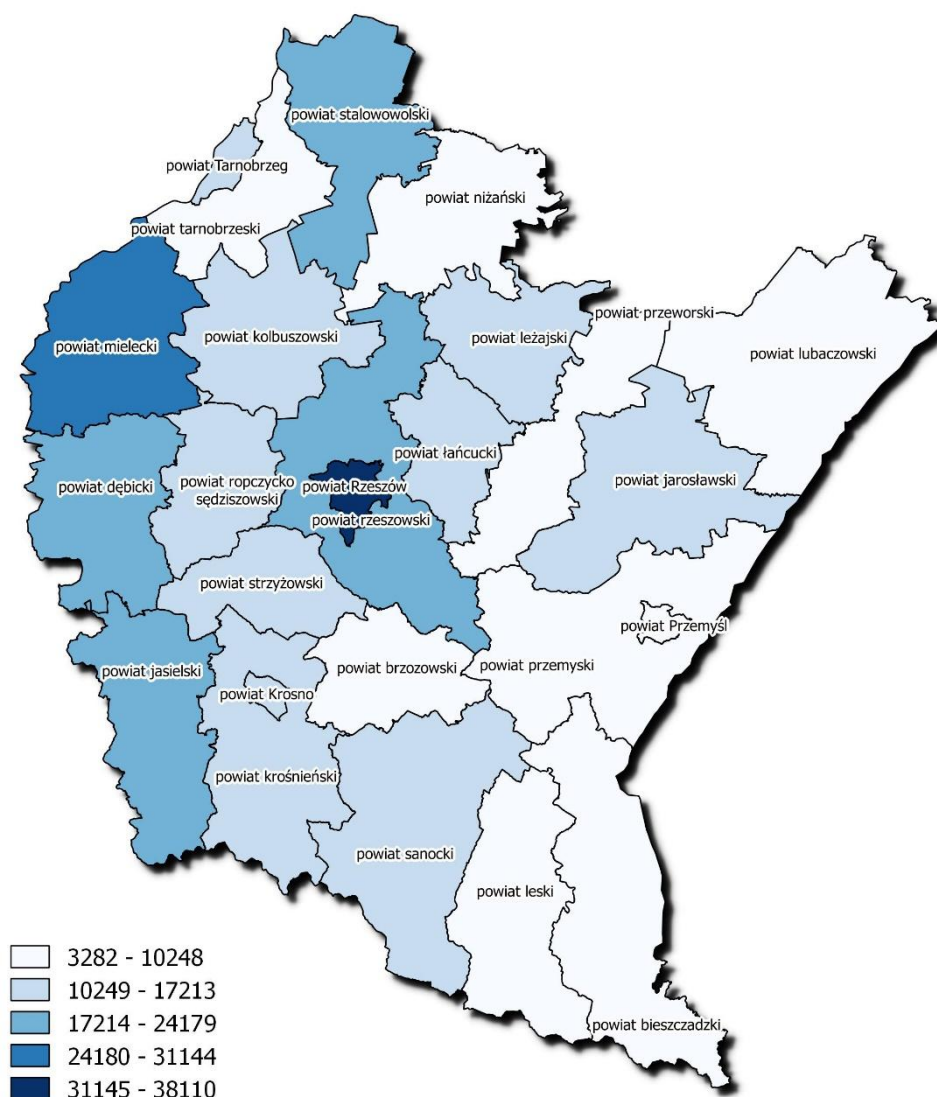 powiat stalowowolski
powiat Tarnobrzeg
powiat niżański
powiat tarnobrzeski
powiat przeworski
powiat kolbuszowski
powiat leżajski
powiat mielecki
powiat lubaczowski
powiat łańcucki
powiat dębicki
powiat ropczycko
sędziszowski
powiat Rzeszów
powiat jarosławski
powiat rzeszowski
powiat strzyżowski
powiat Przemyśl
powiat jasielski
powiat brzozowski
powiat przemyski
powiat Krosno
powiat krośnieński
powiat sanocki
powiat leski
powiat bieszczadzki
3282 - 10248
10249 - 17213
17214 - 24179
24180 - 31144
31145 - 38110